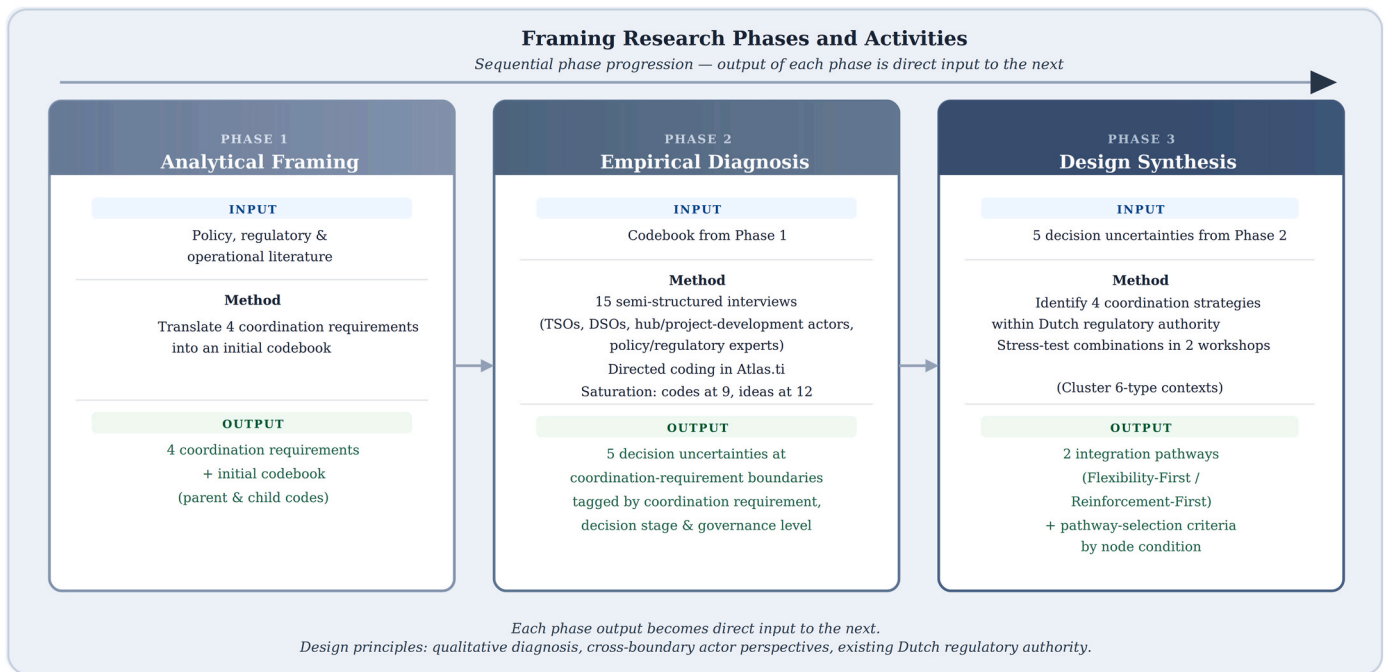 Framing Research Phases and Activities
Sequential phase progression — output of each phase is direct input to the next
PHASE 1
Analytical Framing
INPUT
Policy, regulatory &
operational literature
Method
Translate 4 coordination requirements
into an initial codebook
OUTPUT
4 coordination requirements
+ initial codebook
(parent & child codes)
PHASE 2
Empirical Diagnosis
INPUT
Codebook from Phase 1
Method
15 semi-structured interviews
(TSOs, DSOs, hub/project-development actors,
policy/regulatory experts)
Directed coding in Atlas.ti
Saturation: codes at 9, ideas at 12
OUTPUT
5 decision uncertainties at
coordination-requirement boundaries
tagged by coordination requirement,
decision stage & governance level
PHASE 3
Design Synthesis
INPUT
5 decision uncertainties from Phase 2
Method
Identify 4 coordination strategies
within Dutch regulatory authority
Stress-test combinations in 2 workshops
(Cluster 6-type contexts)
OUTPUT
2 integration pathways
(Flexibility-First /
Reinforcement-First)
+ pathway-selection criteria
by node condition
Each phase output becomes direct input to the next.
Design principles: qualitative diagnosis, cross-boundary actor perspectives, existing Dutch regulatory authority.